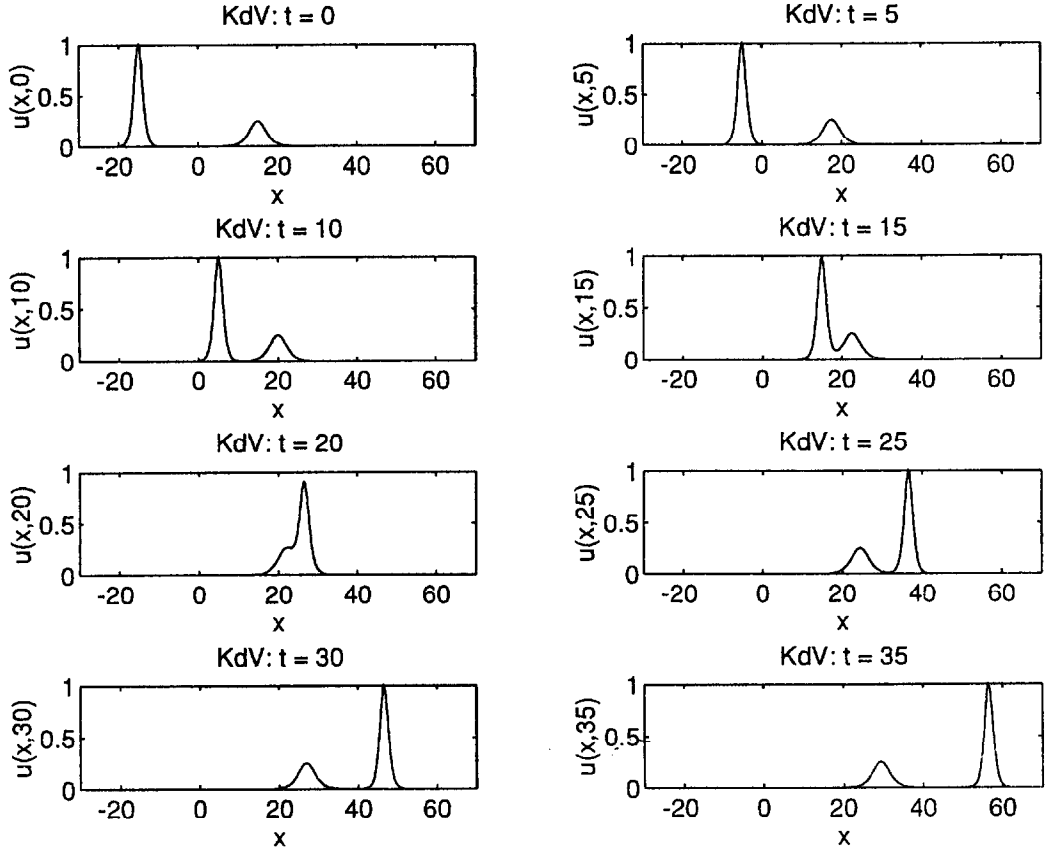 KdV: t = 0
u(x,0)
1
0.5
0
-20 0 20 40 60
x
KdV: t = 5
u(x,5)
1
0.5
0
-20 0 20 40 60
x
KdV: t = 10
u(x,10)
1
0.5
0
-20 0 20 40 60
x
KdV: t = 15
u(x,15)
1
0.5
0
-20 0 20 40 60
x
KdV: t = 20
u(x,20)
1
0.5
0
-20 0 20 40 60
x
KdV: t = 25
u(x,25)
1
0.5
0
-20 0 20 40 60
x
KdV: t = 30
u(x,30)
1
0.5
0
-20 0 20 40 60
x
KdV: t = 35
u(x,35)
1
0.5
0
-20 0 20 40 60
x